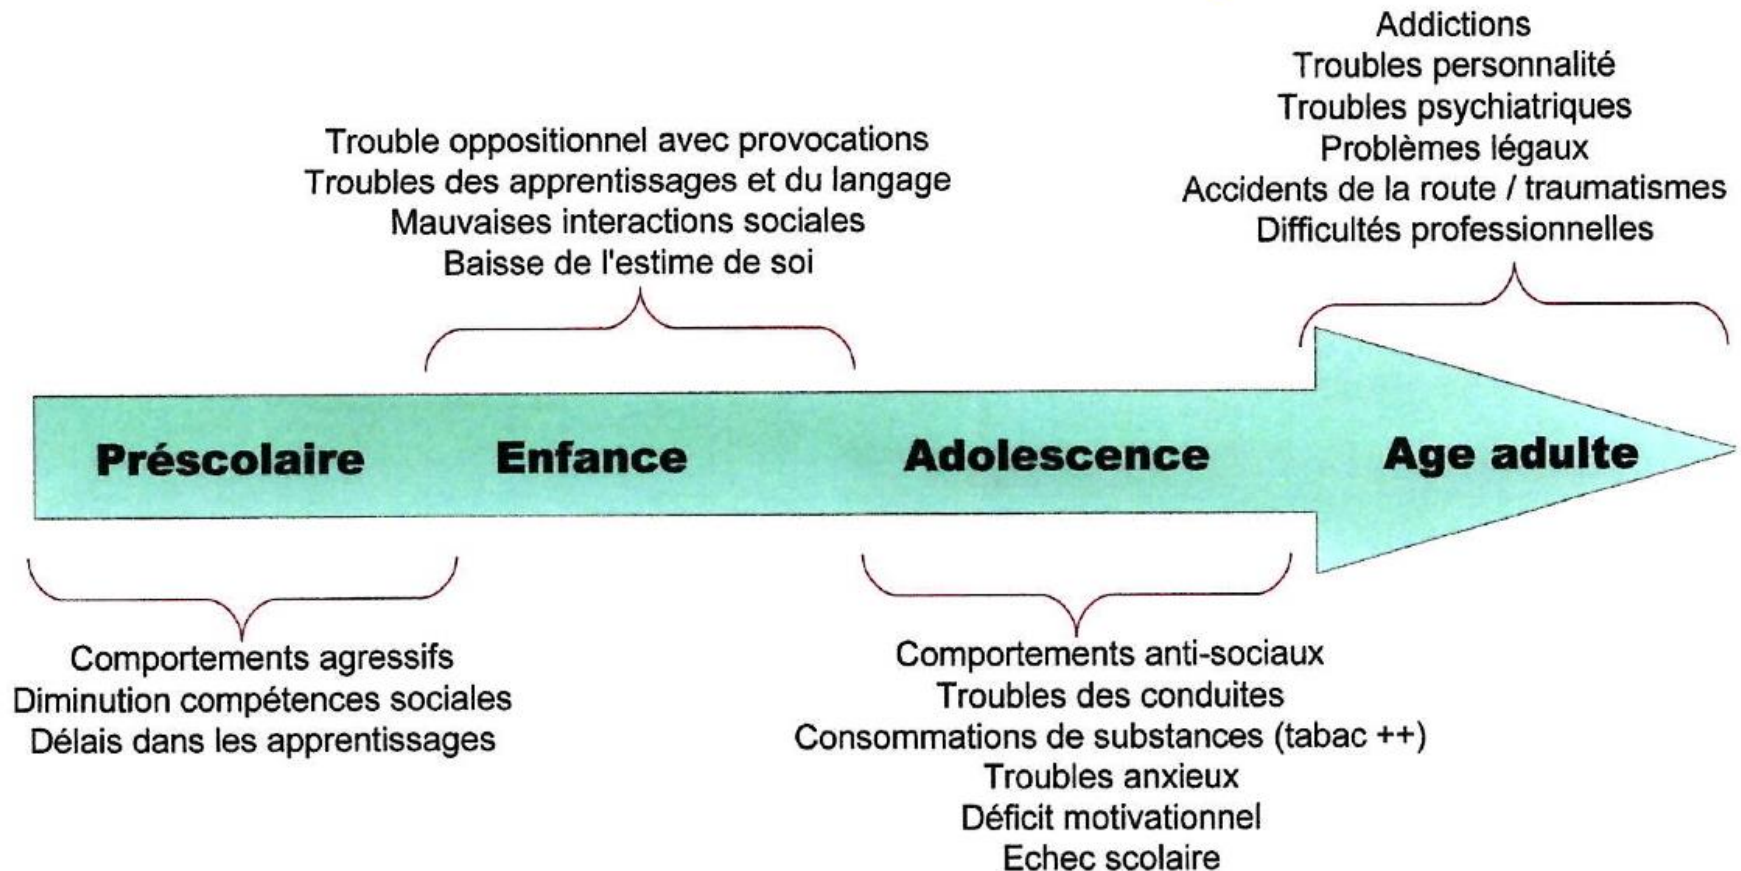 Addictions
Troubles personnalité
Troubles psychiatriques
Problèmes légaux
Accidents de la route / traumatismes
Difficultés professionnelles
Trouble oppositionnel avec provocations
Troubles des apprentissages et du langage
Mauvaises interactions sociales
Baisse de l'estime de soi
Préscolaire
Enfance
Adolescence
Age adulte
Comportements agressifs
Diminution compétences sociales
Délais dans les apprentissages
Comportements anti-sociaux
Troubles des conduites
Consommations de substances (tabac ++)
Troubles anxieux
Déficit motivationnel
Echec scolaire